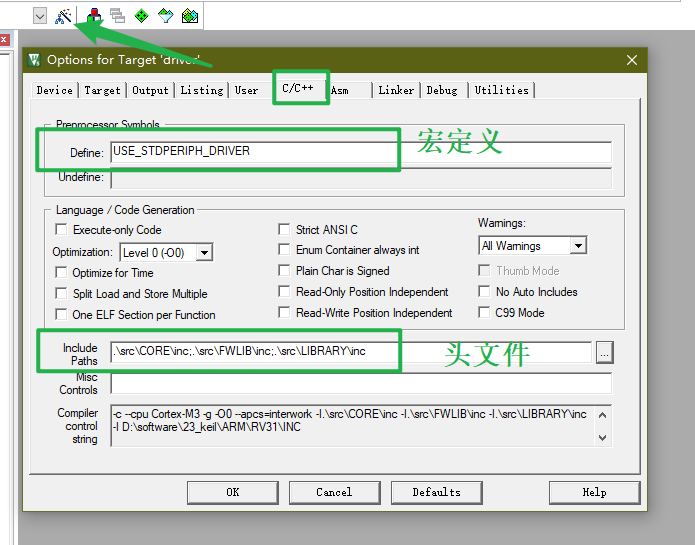 Options for Target 'driver'
Device Target Output Listing User C/C++ Asm Linker Debug Utilities
Preprocessor Symbols
Define: USE_STDPERIPH_DRIVER 宏定义
Undefine:
Language / Code Generation
Execute-only Code Strict ANSI C Warnings:
Optimization: Level 0 (-O0) Enum Container always int All Warnings
Optimize for Time Plain Char is Signed Thumb Mode
Split Load and Store Multiple Read-Only Position Independent No Auto Includes
One ELF Section per Function Read-Write Position Independent C99 Mode
Include Paths .\src\CORE\inc;.\src\FWLIB\inc;.\src\LIBRARY\inc 头文件 ...
Misc Controls
Compiler control string -c --cpu Cortex-M3 -g -O0 --apcs=interwork -I.\src\CORE\inc -I.\src\FWLIB\inc -I.\src\LIBRARY\inc
-I D:\software\23_keil\ARM\RV31\INC
OK Cancel Defaults Help